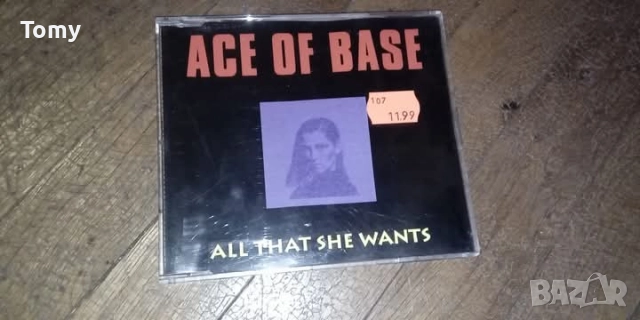 Tomy
ACE OF BASE
107
11.99
ALL THAT SHE WANTS
BAZAR